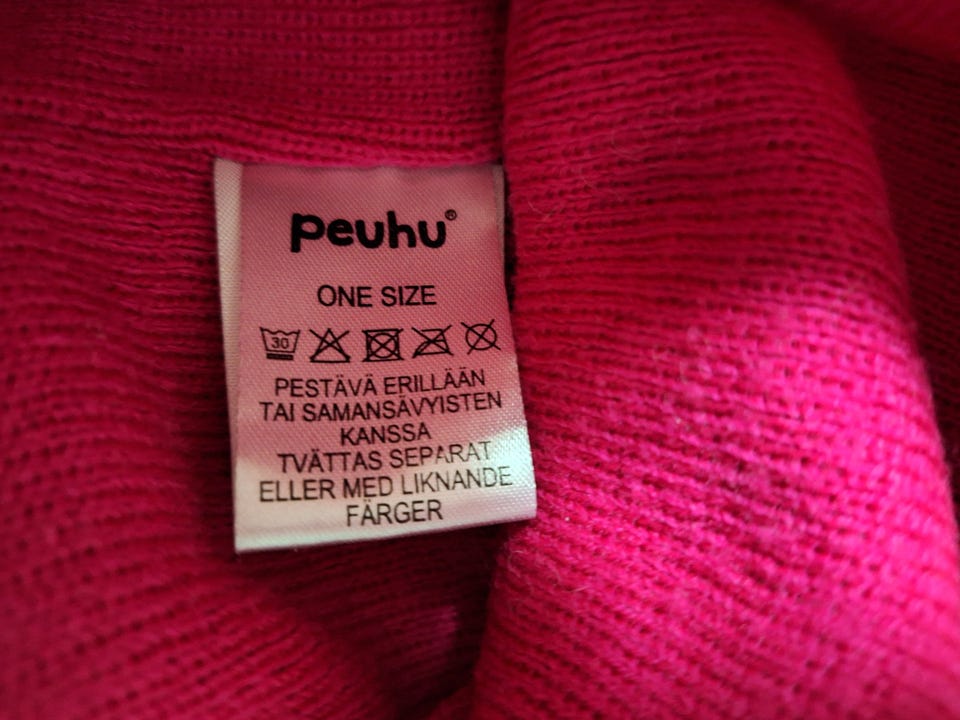 peuhu®
ONE SIZE
30
PESTÄVÄ ERILLÄÄN
TAI SAMANSÄVYISTEN
KANSSA
TVÄTTAS SEPARAT
ELLER MED LIKNANDE
FÄRGER